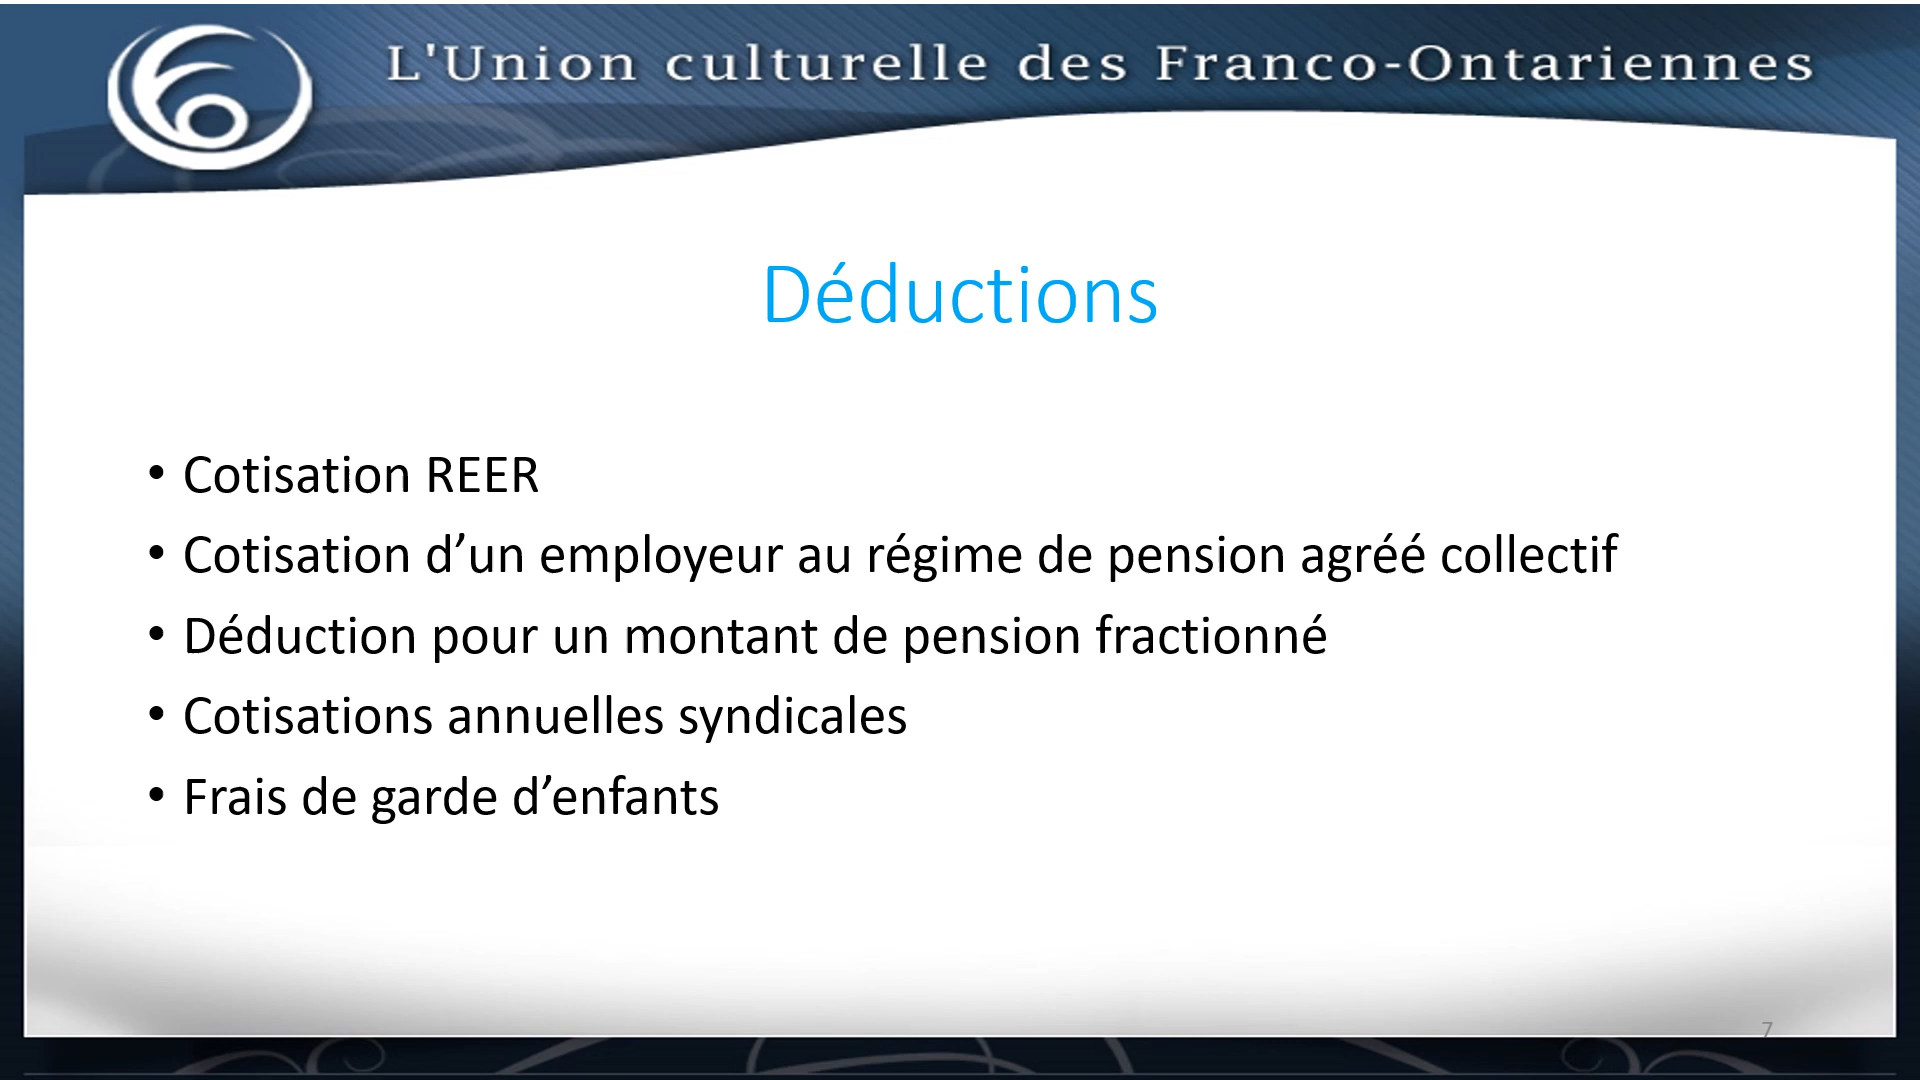 L'Union culturelle des Franco-Ontariennes
Déductions
• Cotisation REER
• Cotisation d’un employeur au régime de pension agréé collectif
• Déduction pour un montant de pension fractionné
• Cotisations annuelles syndicales
• Frais de garde d’enfants
7